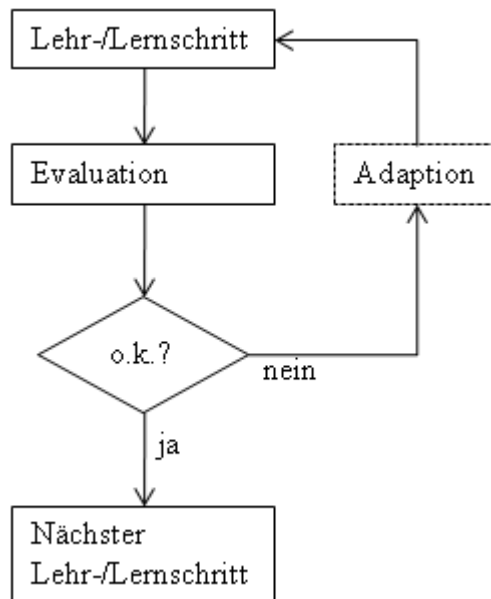 Lehr-/Lernschritt
Evaluation
Adaption
o.k.?
nein
ja
Nächster
Lehr-/Lernschritt